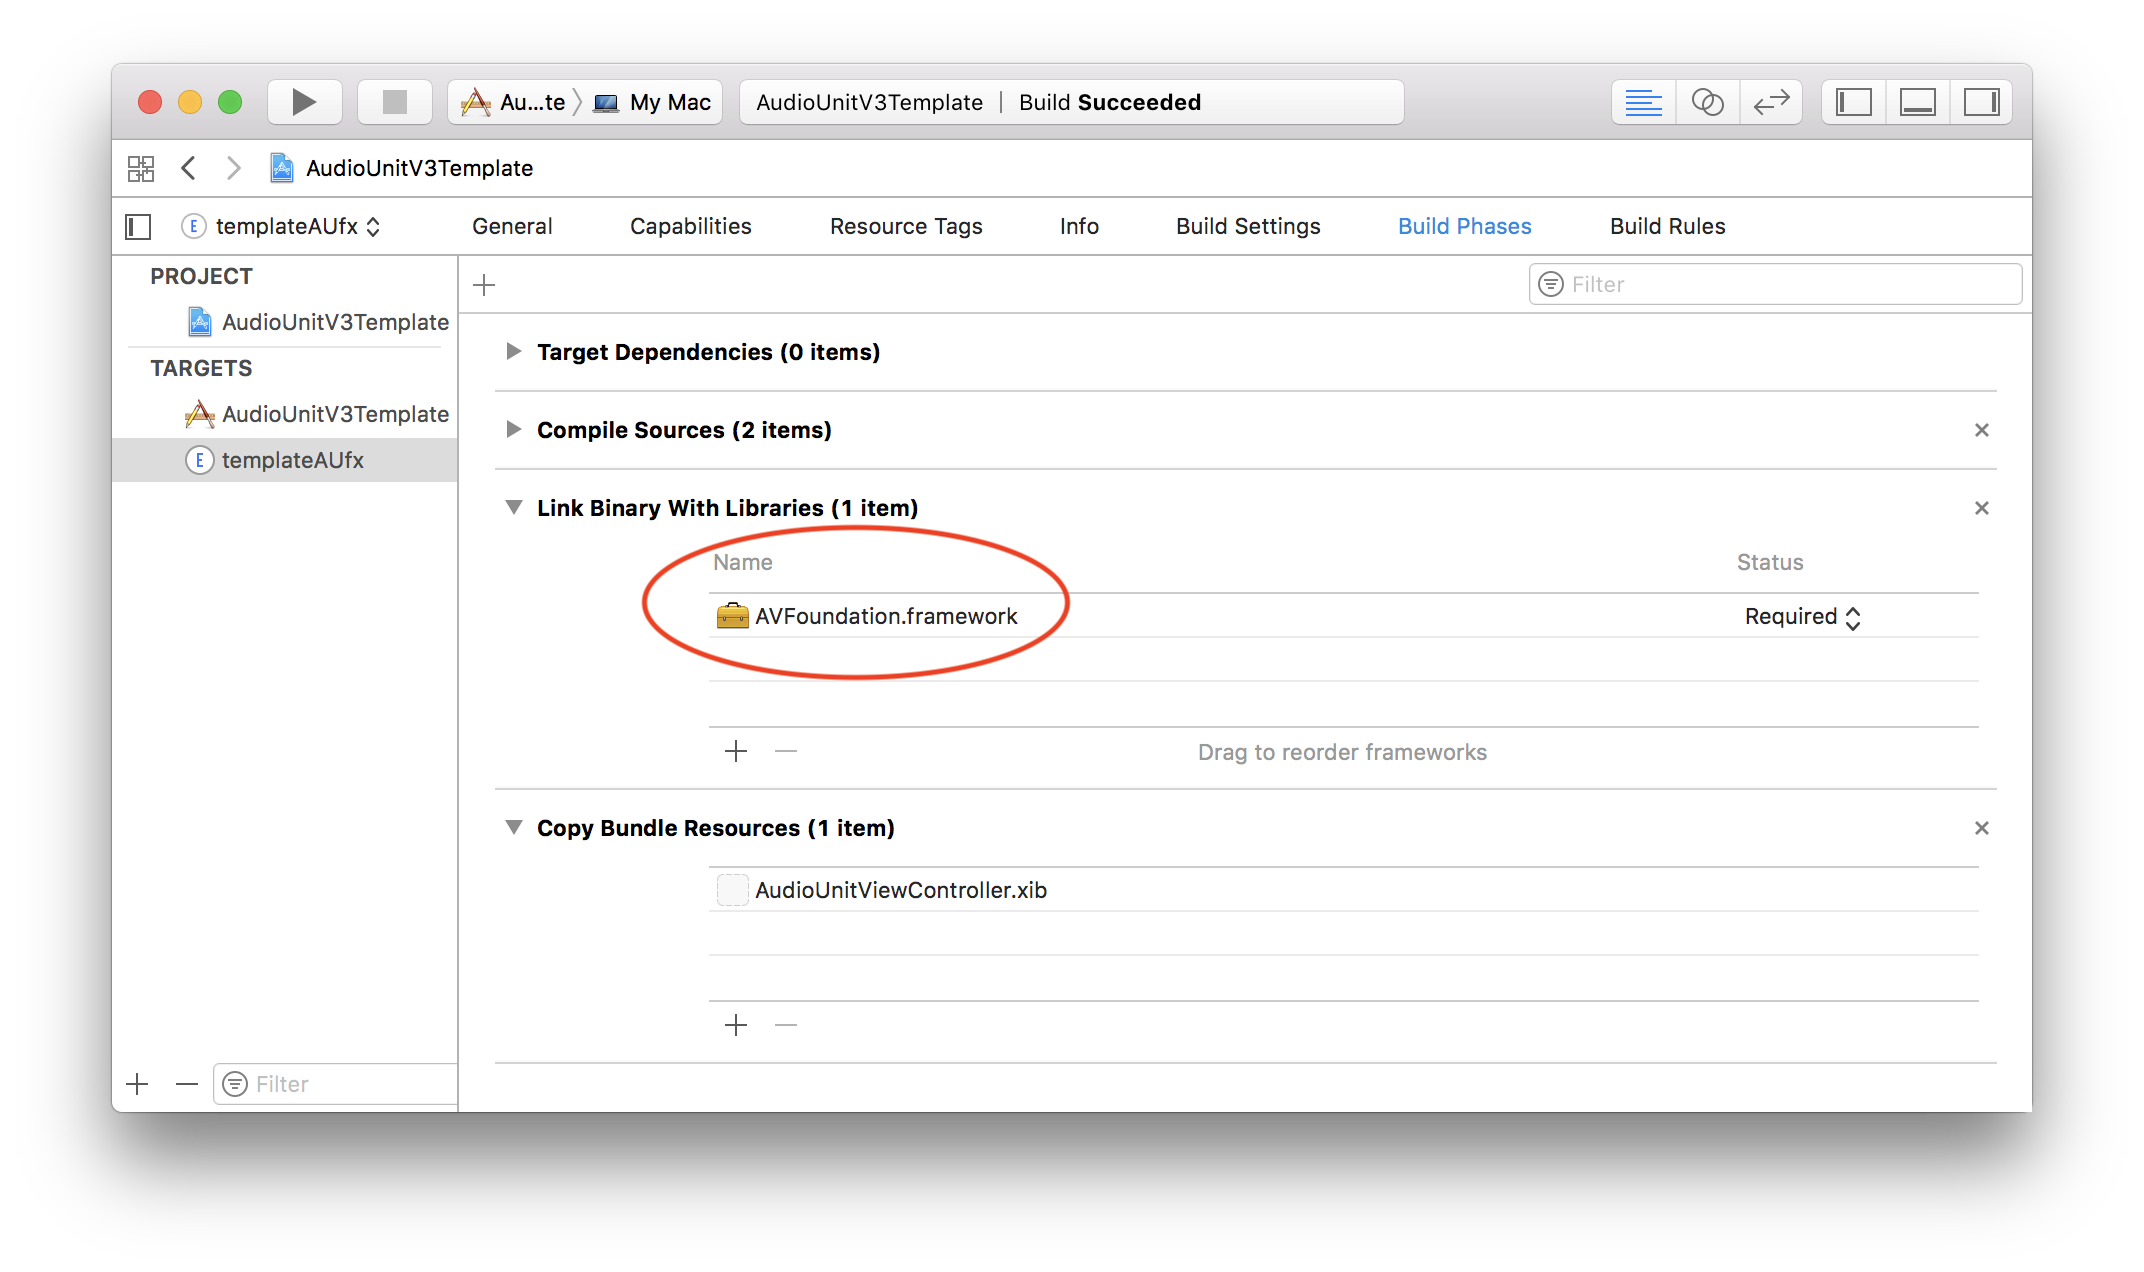 Au...te My Mac AudioUnitV3Template | Build Succeeded
AudioUnitV3Template
E templateAUfx General Capabilities Resource Tags Info Build Settings Build Phases Build Rules
PROJECT
Filter
AudioUnitV3Template
TARGETS
AudioUnitV3Template
E templateAUfx
Target Dependencies (0 items)
Compile Sources (2 items)
Link Binary With Libraries (1 item)
Name Status
AVFoundation.framework Required
Drag to reorder frameworks
Copy Bundle Resources (1 item)
AudioUnitViewController.xib
Filter